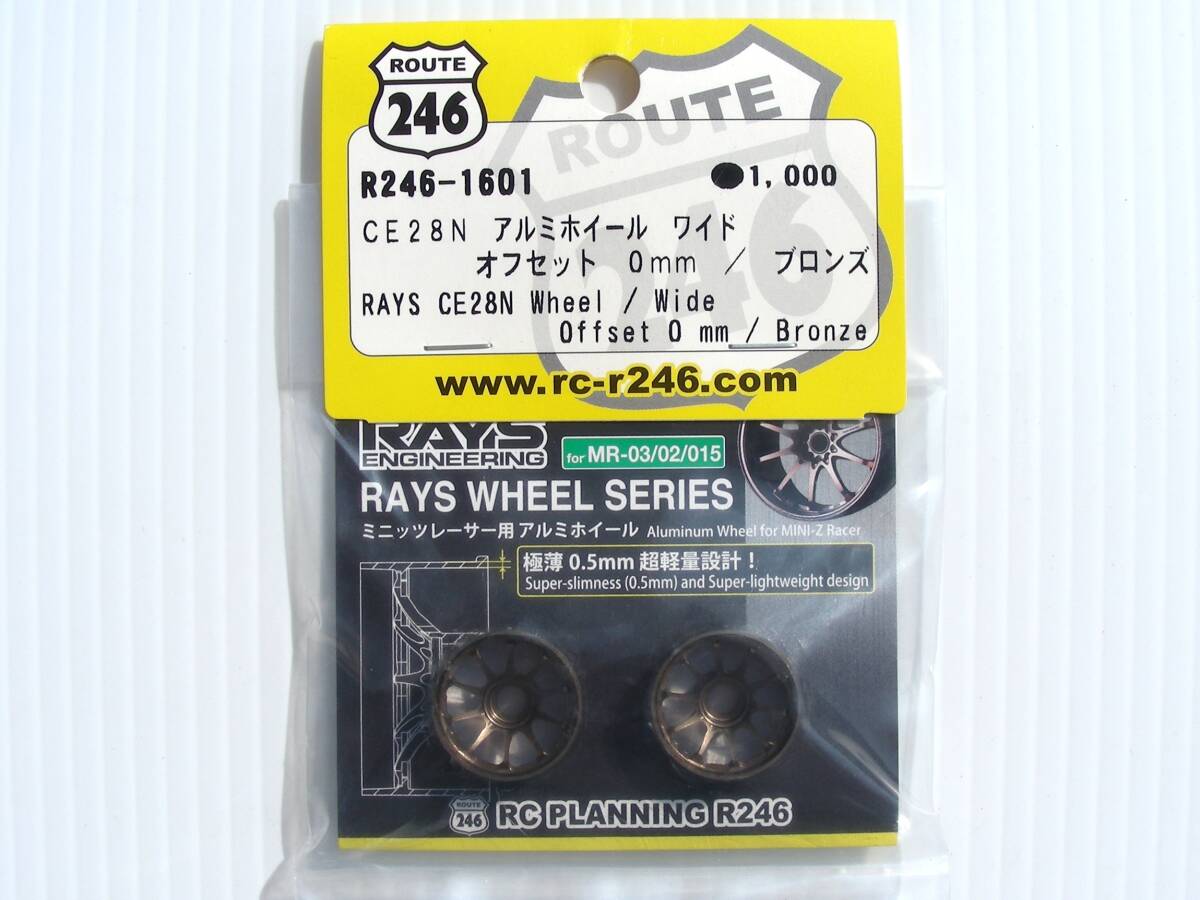 ROUTE
246
ROUTE
246
R246-1601 ●1,000
CE28N アルミホイール ワイド
オフセット 0mm / ブロンズ
RAYS CE28N Wheel / Wide
Offset 0 mm / Bronze
www.rc-r246.com
RAYS
ENGINEERING
for MR-03/02/015
RAYS WHEEL SERIES
ミニッツレーサー用アルミホイール Aluminum Wheel for MINI-Z Racer
極薄 0.5mm 超軽量設計!
Super-slimness (0.5mm) and Super-lightweight design
ROUTE
246
RC PLANNING R246